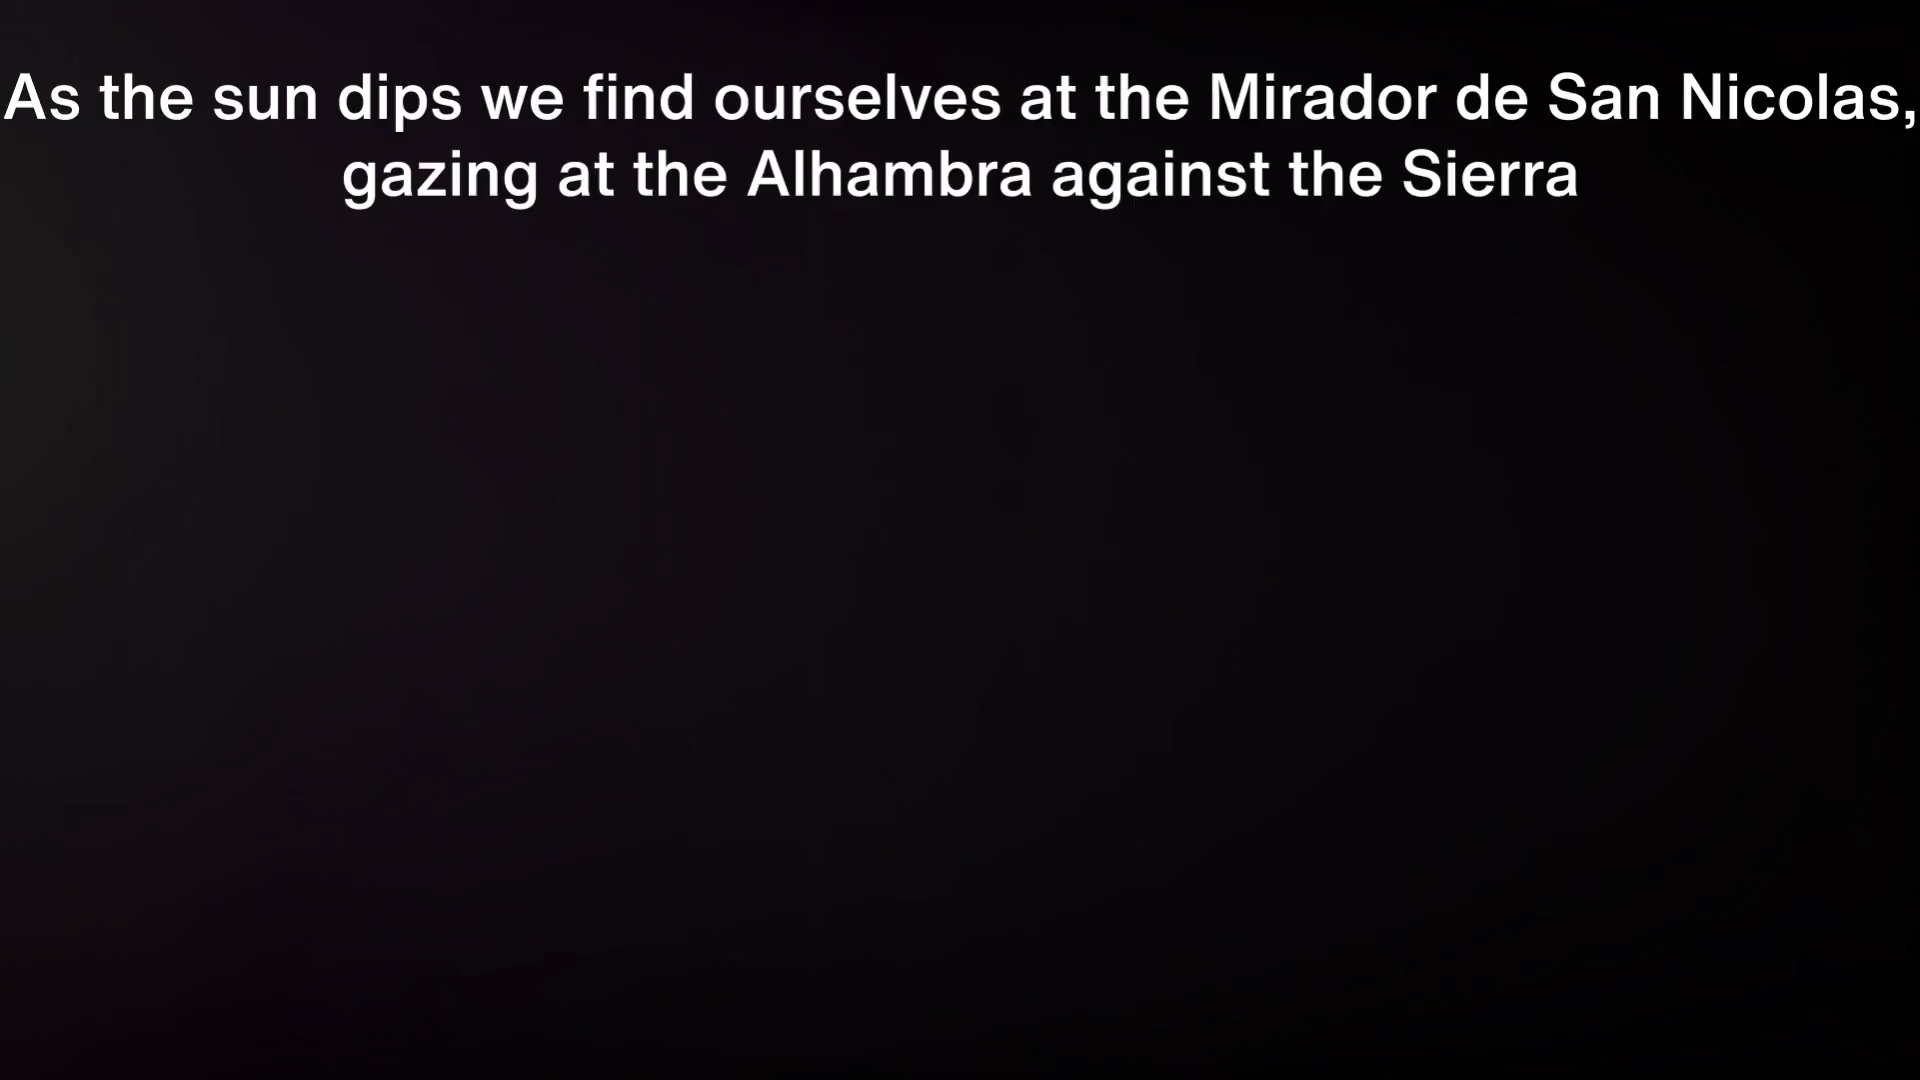 As the sun dips we find ourselves at the Mirador de San Nicolas,
gazing at the Alhambra against the Sierra